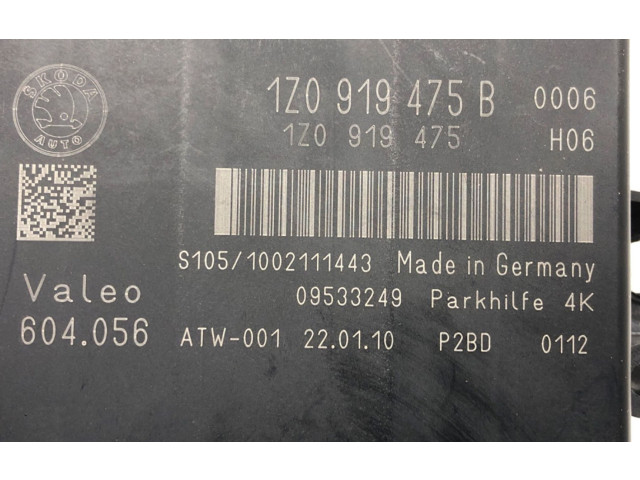 ŠKODA
AUTO
1Z0 919 475 B 0006
1Z0 919 475 H06
S105/1002111443 Made in Germany
Valeo 09533249 Parkhilfe 4K
604.056 ATW-001 22.01.10 P2BD 0112